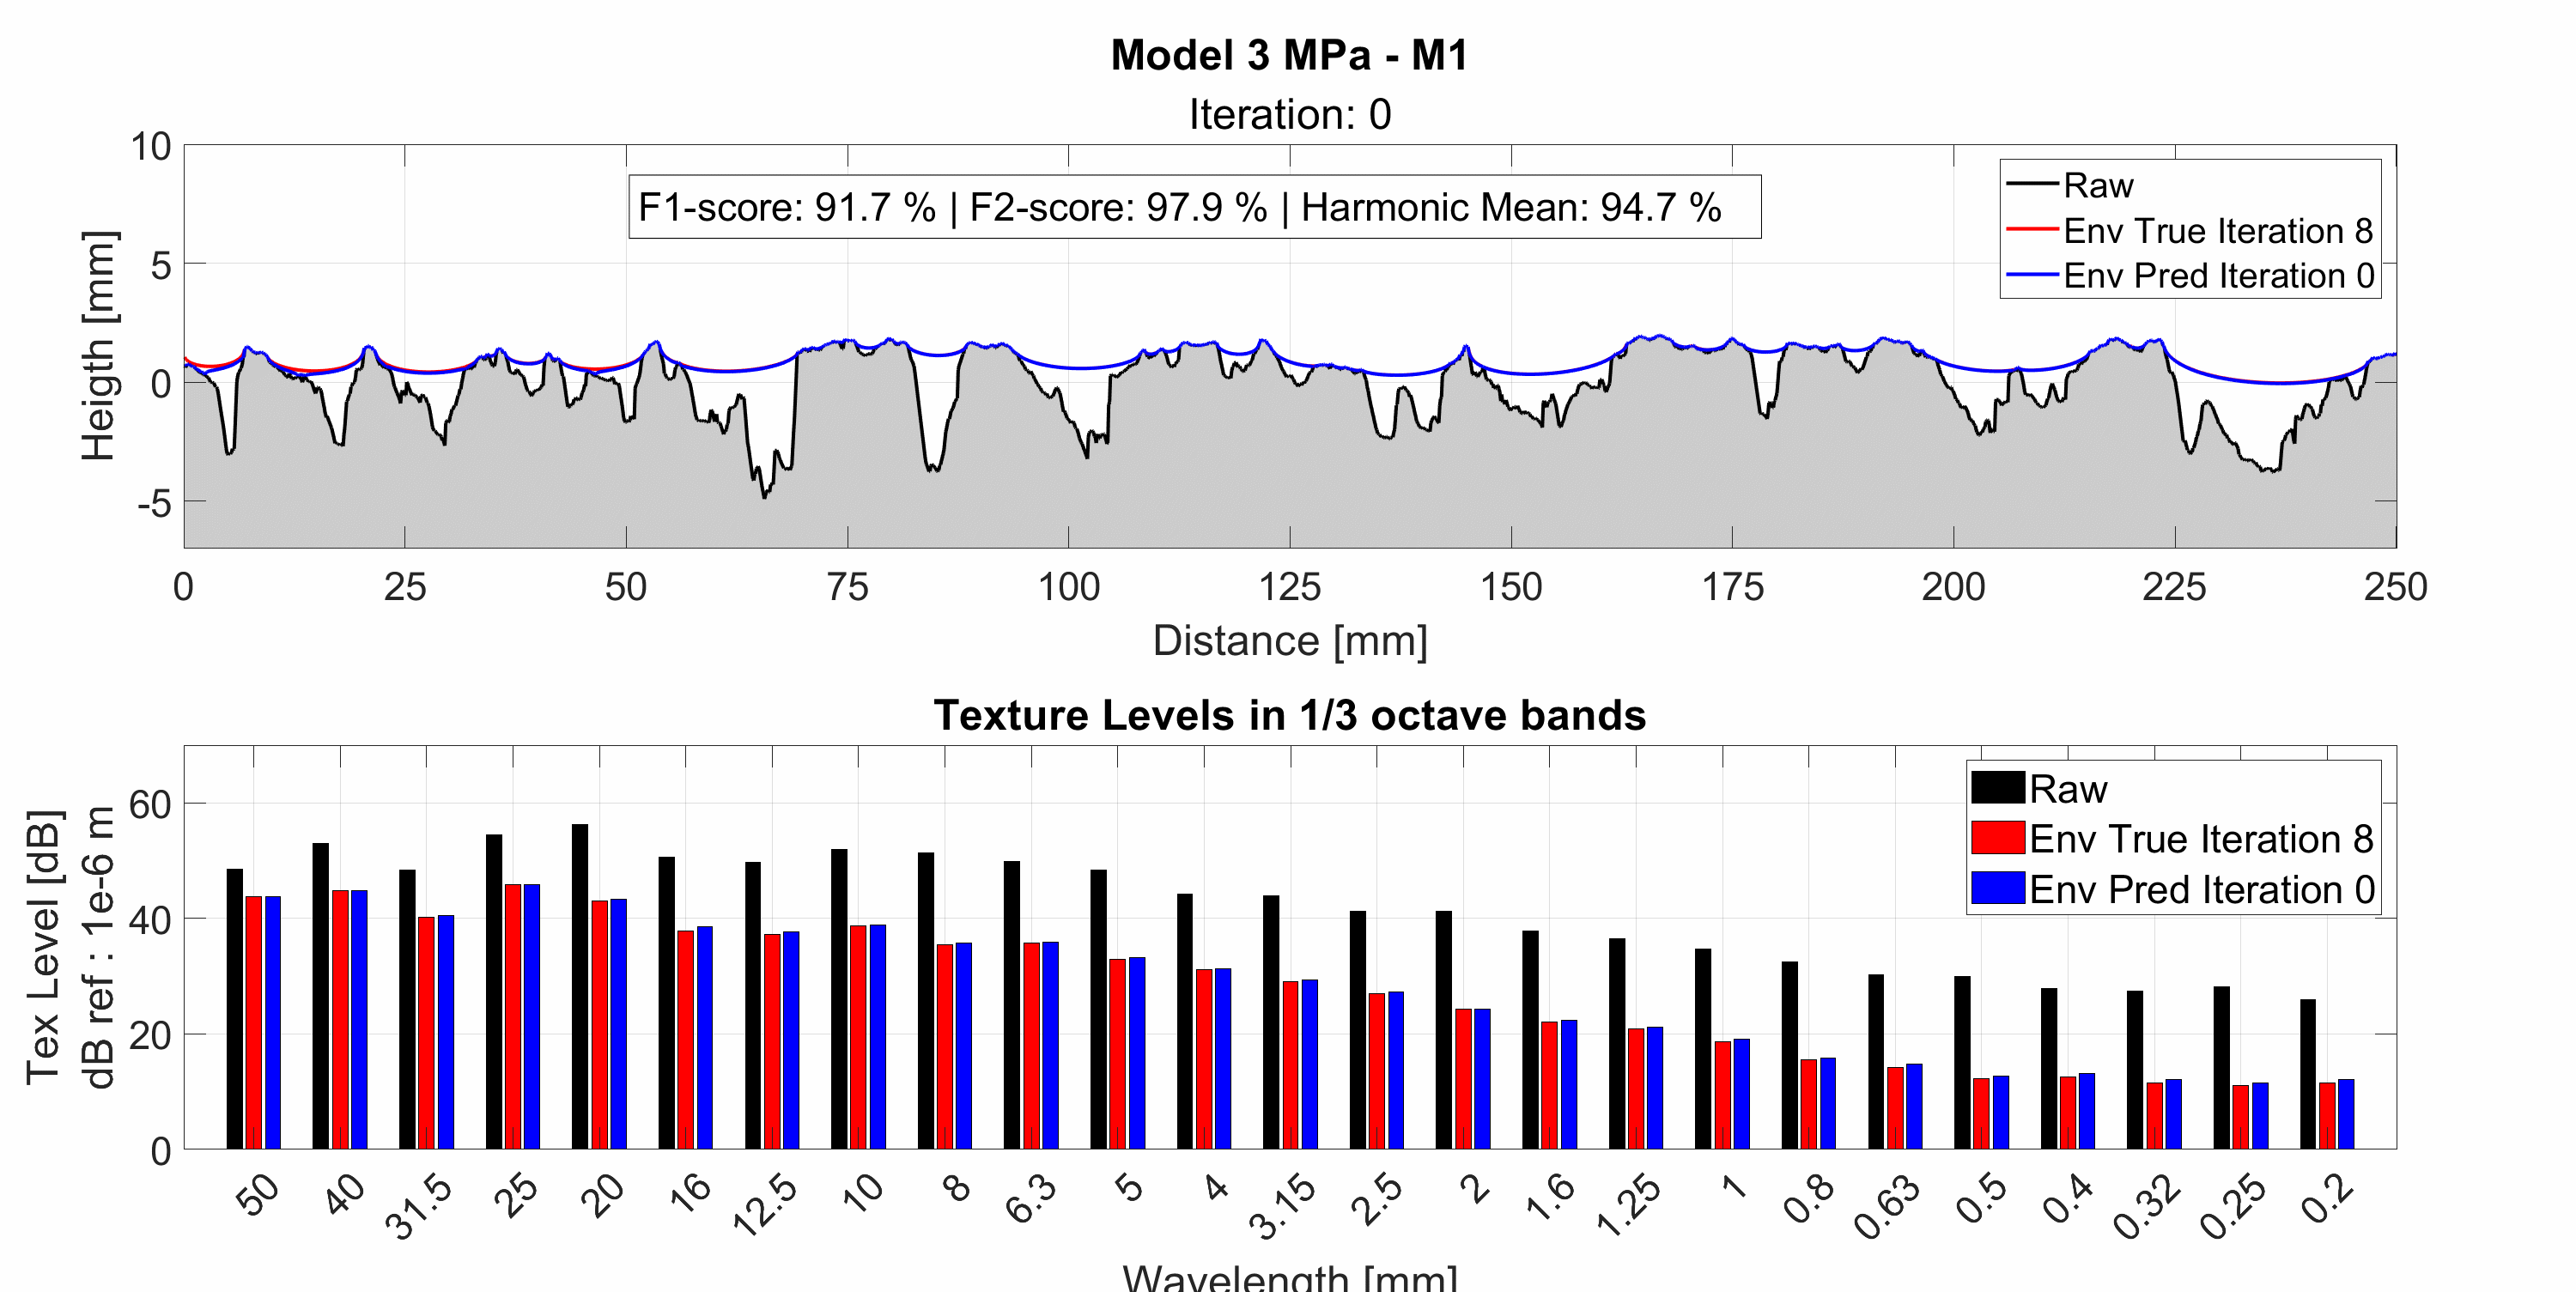 Model 3 MPa - M1
Iteration: 0
F1-score: 91.7 % | F2-score: 97.9 % | Harmonic Mean: 94.7 %
Raw
Env True Iteration 8
Env Pred Iteration 0
Heigth [mm]
10
5
0
-5
0 25 50 75 100 125 150 175 200 225 250
Distance [mm]
Texture Levels in 1/3 octave bands
Raw
Env True Iteration 8
Env Pred Iteration 0
Tex Level [dB]
dB ref : 1e-6 m
60
40
20
0
50 40 31.5 25 20 16 12.5 10 8 6.3 5 4 3.15 2.5 2 1.6 1.25 1 0.8 0.63 0.5 0.4 0.32 0.25 0.2
Wavelength [mm]